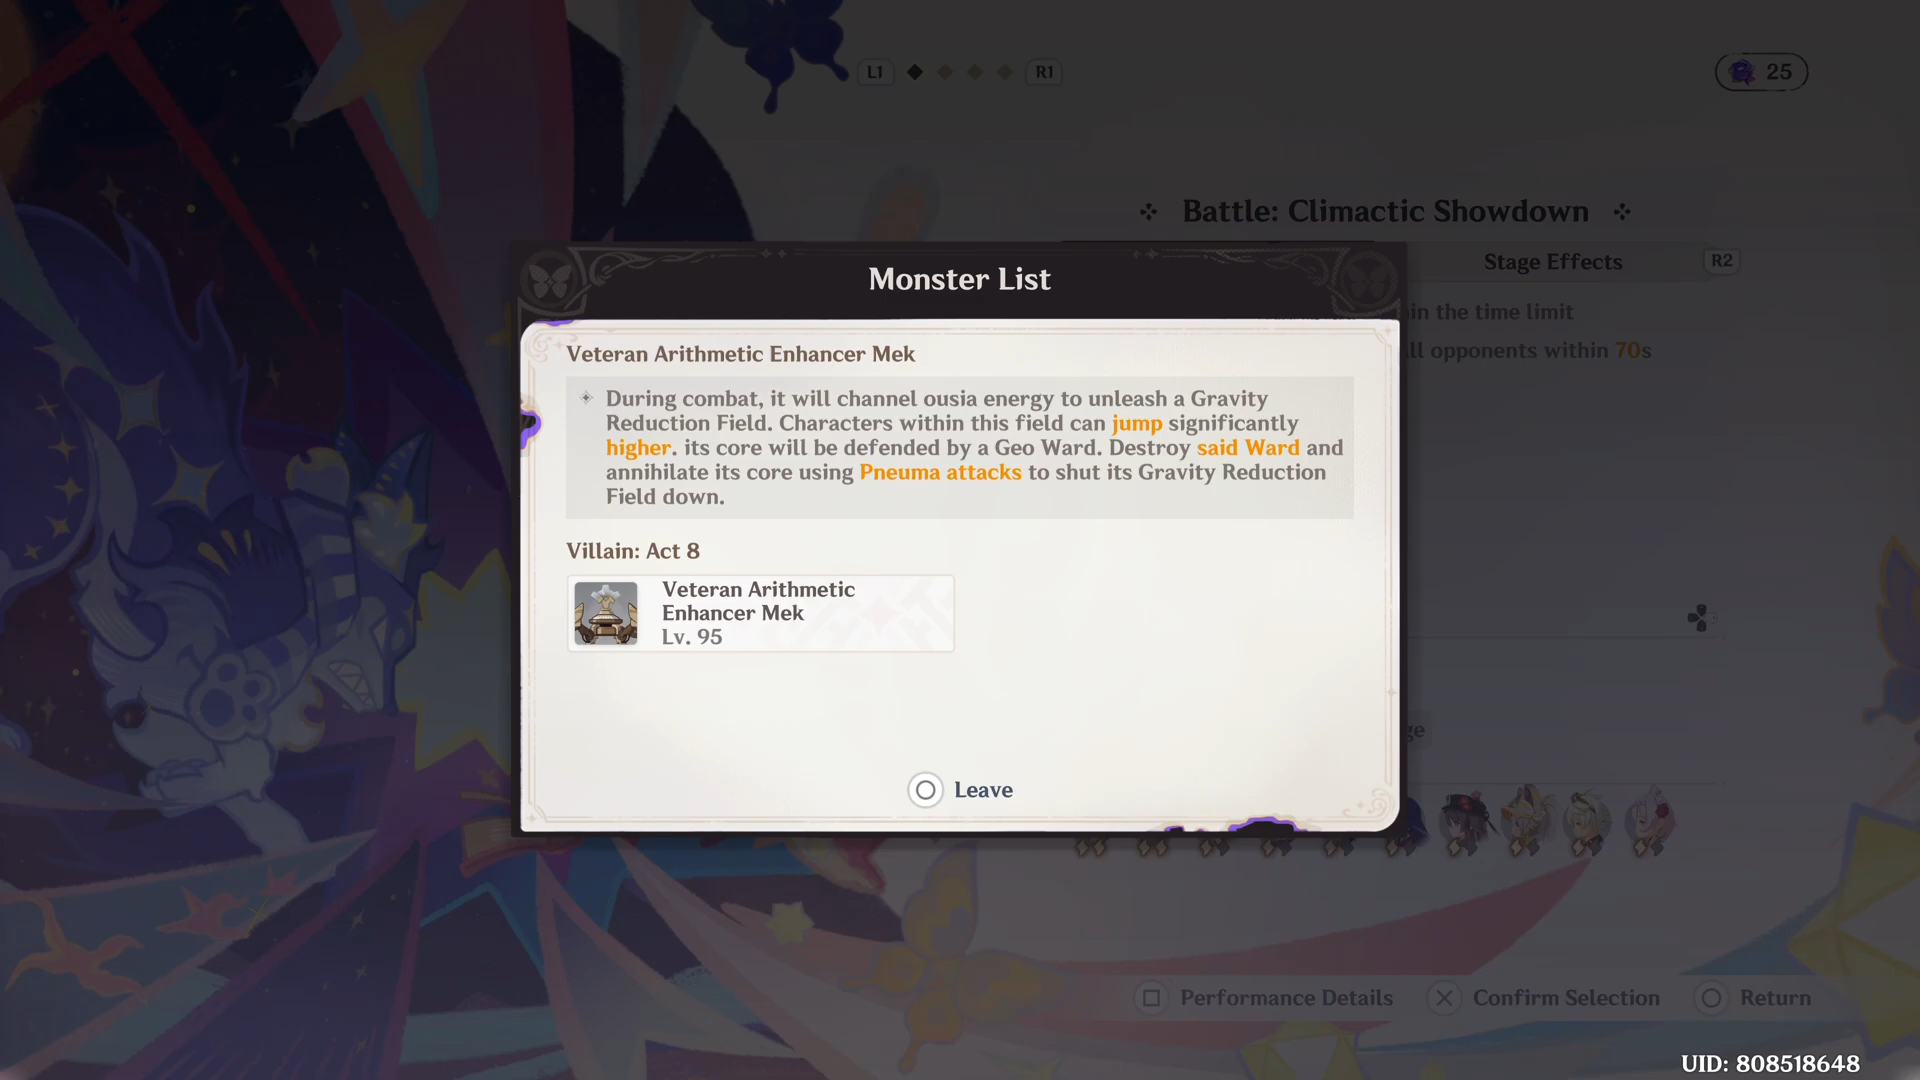 L1
R1
25
Battle: Climactic Showdown
Stage Effects
R2
in the time limit
ll opponents within 70s
Monster List
Veteran Arithmetic Enhancer Mek
During combat, it will channel ousia energy to unleash a Gravity
Reduction Field. Characters within this field can jump significantly
higher. its core will be defended by a Geo Ward. Destroy said Ward and
annihilate its core using Pneuma attacks to shut its Gravity Reduction
Field down.
Villain: Act 8
Veteran Arithmetic
Enhancer Mek
Lv. 95
ge
Leave
Performance Details
Confirm Selection
Return
UID: 808518648